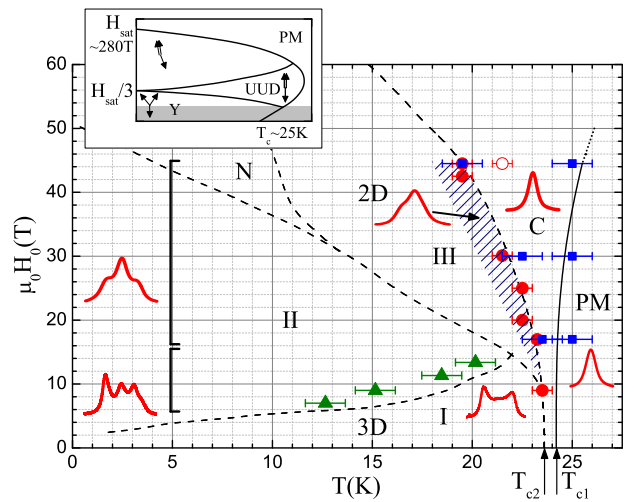 H_sat
~280T
H_sat/3
PM
UUD
Y
T_c~25K
60
50
40
30
20
10
0
μ₀H₀(T)
N
2D
C
III
II
PM
I
3D
0
5
10
15
20
25
T(K)
T_c2
T_c1